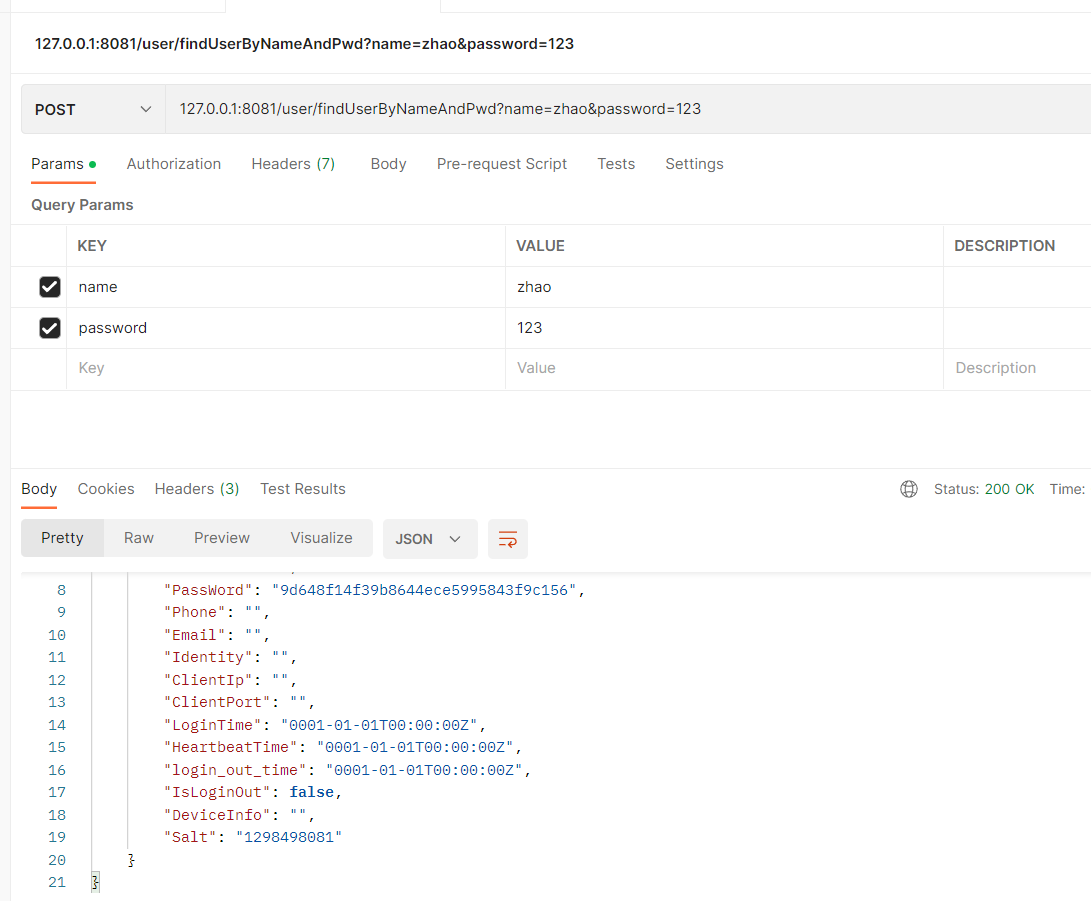 127.0.0.1:8081/user/findUserByNameAndPwd?name=zhao&password=123
POST 127.0.0.1:8081/user/findUserByNameAndPwd?name=zhao&password=123
Params Authorization Headers (7) Body Pre-request Script Tests Settings
Query Params
KEY VALUE DESCRIPTION
name zhao
password 123
Key Value Description
Body Cookies Headers (3) Test Results Status: 200 OK Time:
Pretty Raw Preview Visualize JSON
8 "PassWord": "9d648f14f39b8644ece5995843f9c156",
9 "Phone": "",
10 "Email": "",
11 "Identity": "",
12 "ClientIp": "",
13 "ClientPort": "",
14 "LoginTime": "0001-01-01T00:00:00Z",
15 "HeartbeatTime": "0001-01-01T00:00:00Z",
16 "login_out_time": "0001-01-01T00:00:00Z",
17 "IsLoginOut": false,
18 "DeviceInfo": "",
19 "Salt": "1298498081"
20 }
21 }